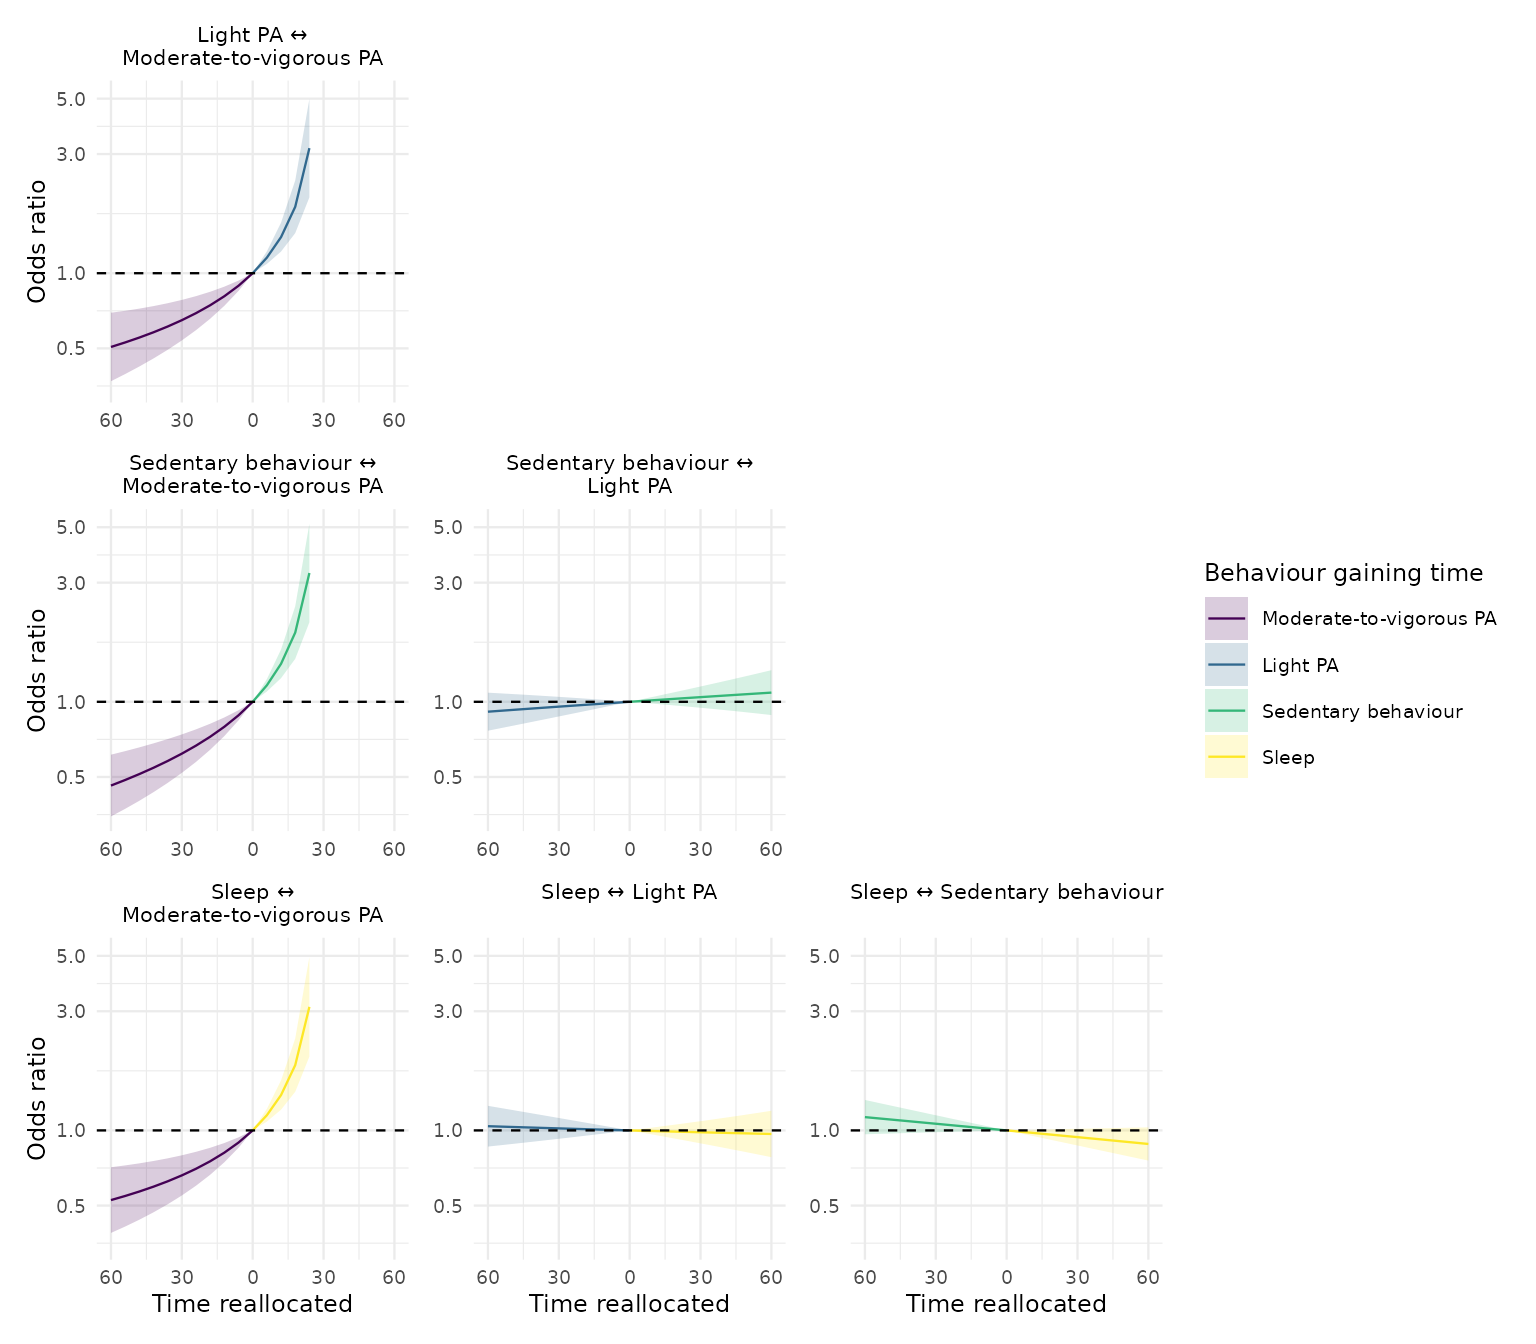 Light PA ↔
Moderate-to-vigorous PA
5.0
3.0
1.0
0.5
Odds ratio
60 30 0 30 60
Sedentary behaviour ↔
Moderate-to-vigorous PA
5.0
3.0
1.0
0.5
Odds ratio
60 30 0 30 60
Sedentary behaviour ↔
Light PA
5.0
3.0
1.0
0.5
60 30 0 30 60
Behaviour gaining time
Moderate-to-vigorous PA
Light PA
Sedentary behaviour
Sleep
Sleep ↔
Moderate-to-vigorous PA
5.0
3.0
1.0
0.5
Odds ratio
60 30 0 30 60
Time reallocated
Sleep ↔ Light PA
5.0
3.0
1.0
0.5
60 30 0 30 60
Time reallocated
Sleep ↔ Sedentary behaviour
5.0
3.0
1.0
0.5
60 30 0 30 60
Time reallocated